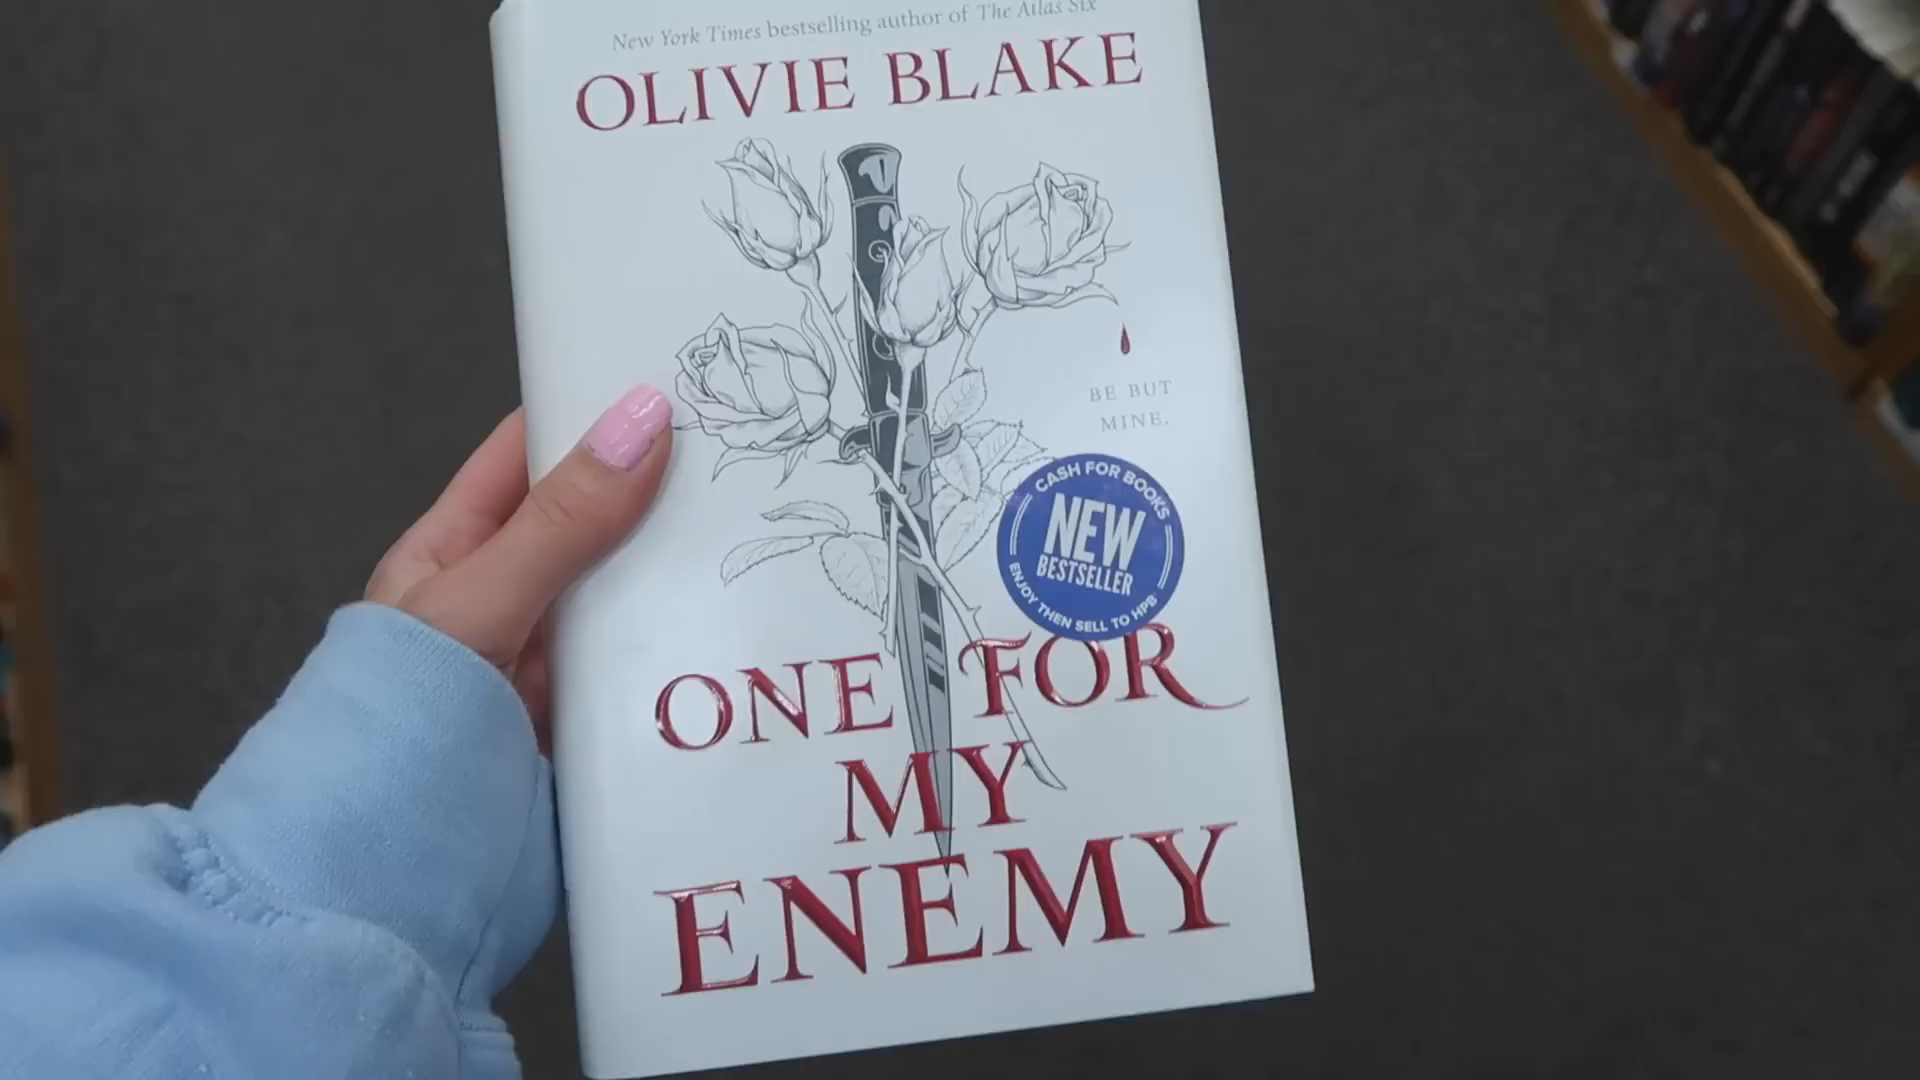 New York Times bestselling author of The Atlas Six
OLIVIE BLAKE
BE BUT
MINE.
CASH FOR BOOKS
NEW
BESTSELLER
ENJOY THEN SELL TO HPB
ONE FOR
MY
ENEMY